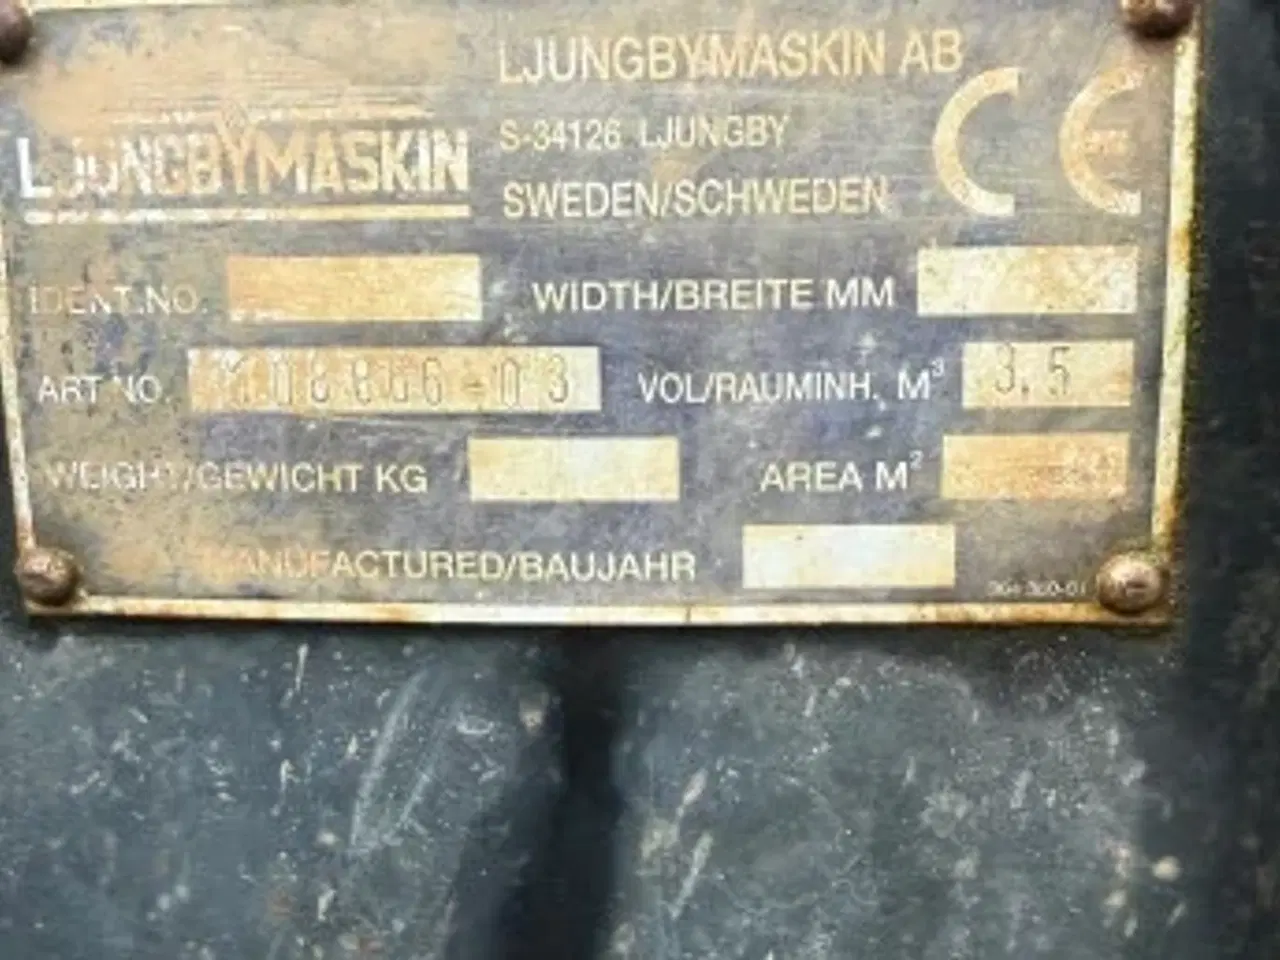 LJUNGBYMASKIN
LJUNGBYMASKIN AB
S-34126 LJUNGBY
SWEDEN/SCHWEDEN
CE
IDENT.NO.
WIDTH/BREITE MM
ART NO.
VOL/RAUMINH. M³ 3.5
WEIGHT/GEWICHT KG
AREA M²
MANUFACTURED/BAUJAHR